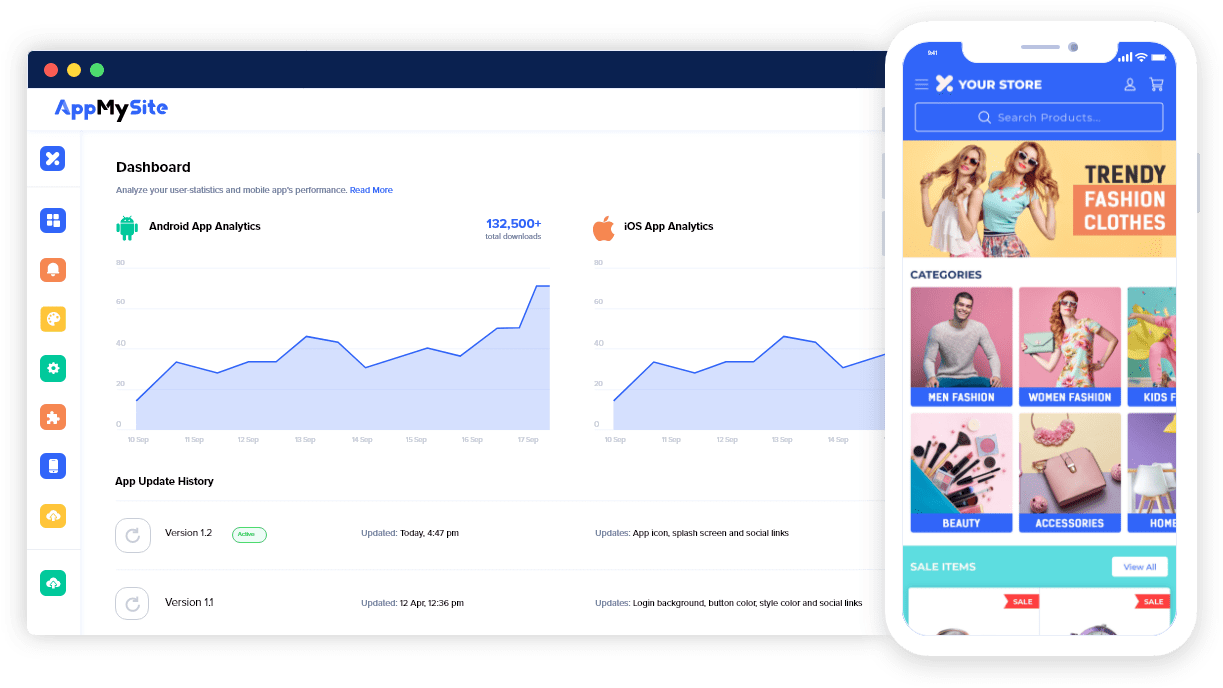 AppMySite
Dashboard
Analyze your user-statistics and mobile app's performance. Read More
Android App Analytics
132,500+
total downloads
80
60
40
20
0
10 Sep
11 Sep
12 Sep
13 Sep
14 Sep
15 Sep
16 Sep
17 Sep
iOS App Analytics
80
60
40
20
0
10 Sep
11 Sep
12 Sep
13 Sep
14 Sep
App Update History
Version 1.2
Active
Updated: Today, 4:47 pm
Updates: App icon, splash screen and social links
Version 1.1
Updated: 12 Apr, 12:36 pm
Updates: Login background, button color, style color and social links
9:41
YOUR STORE
Search Products...
TRENDY
FASHION
CLOTHES
CATEGORIES
MEN FASHION
WOMEN FASHION
KIDS F
BEAUTY
ACCESSORIES
HOME
SALE ITEMS
View All
SALE
SALE